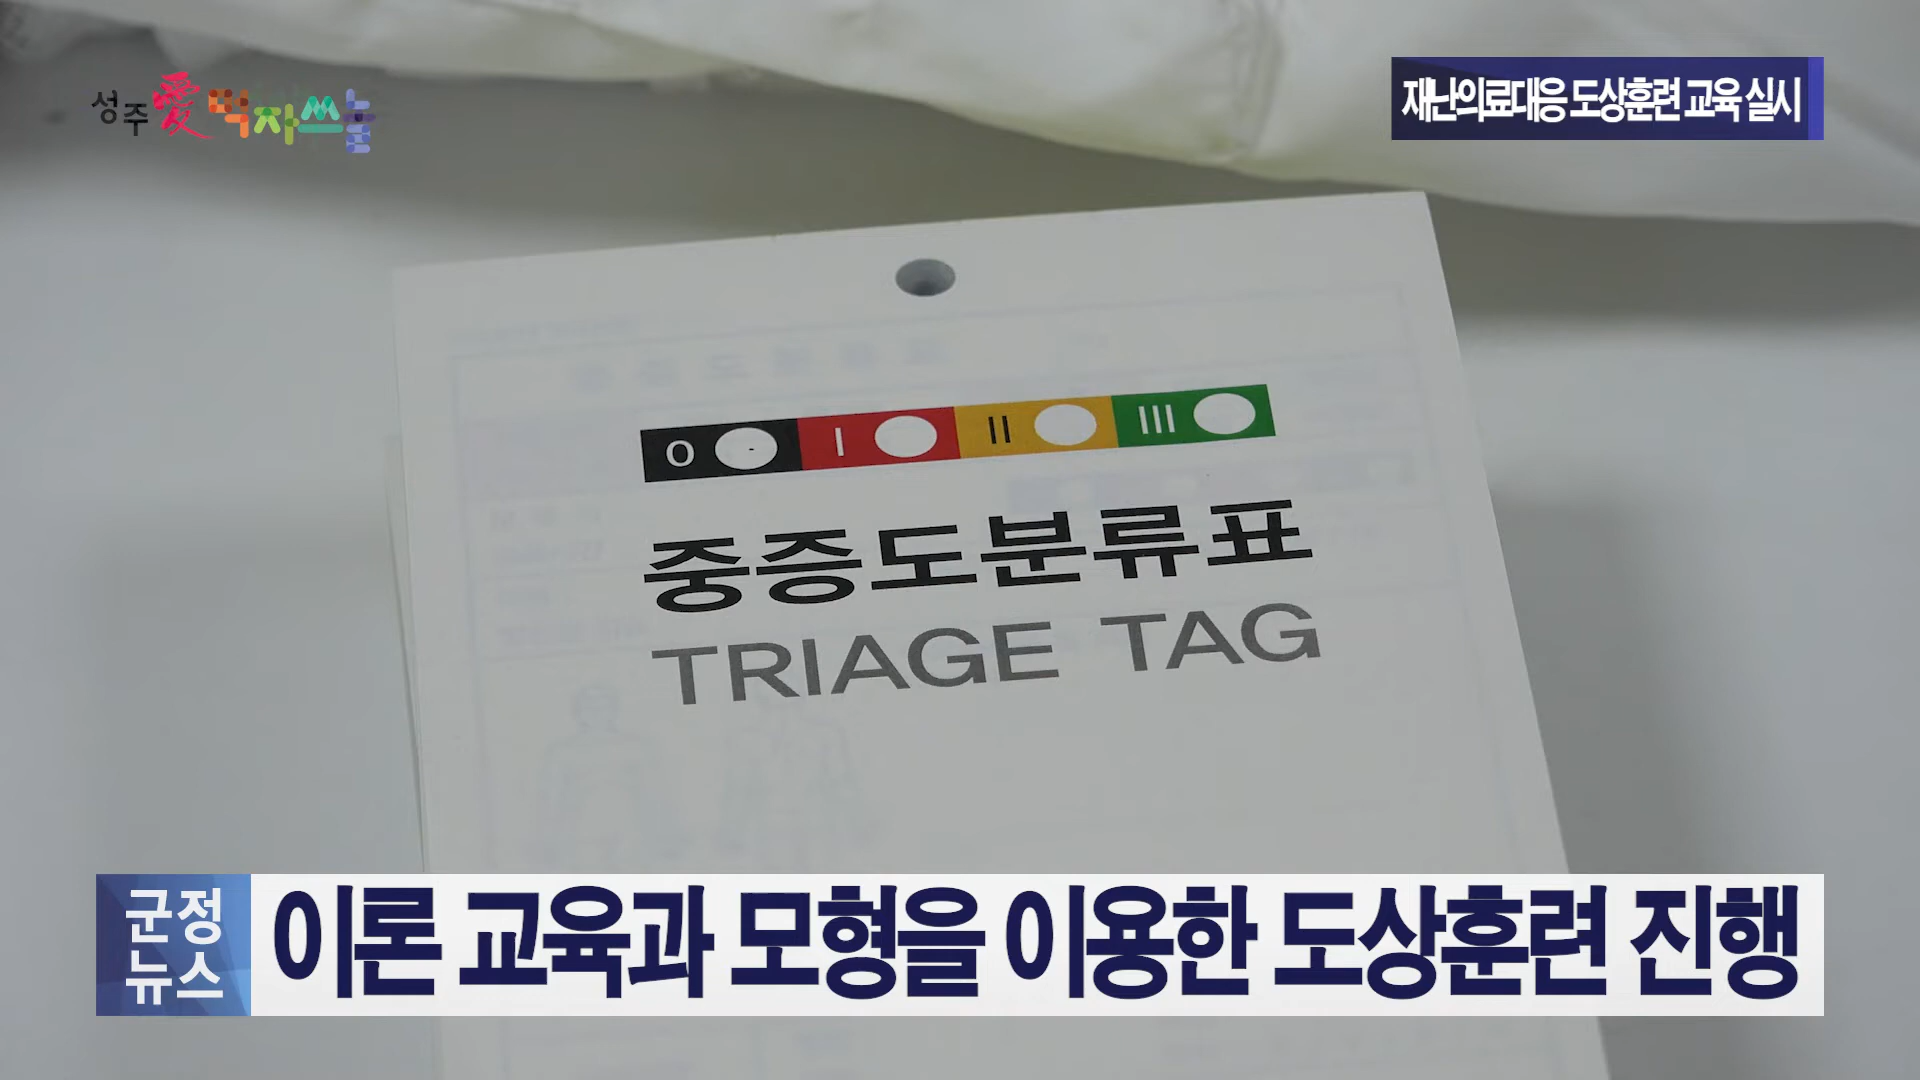 성주愛먹자쓰놀
재난의료대응 도상훈련 교육 실시
0 I II III
중증도분류표
TRIAGE TAG
군정
뉴스
이론 교육과 모형을 이용한 도상훈련 진행